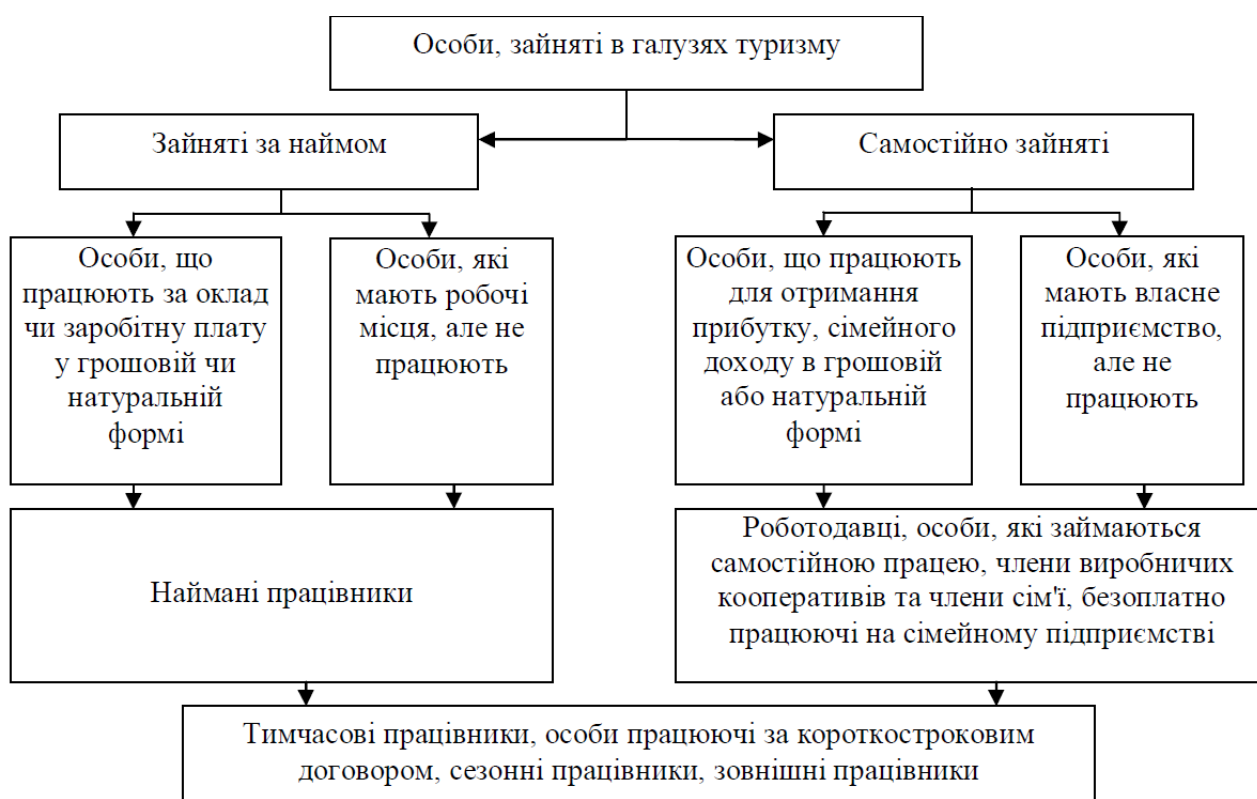 Особи, зайняті в галузях туризму
Зайняті за наймом
Самостійно зайняті
Особи, що
працюють за оклад
чи заробітну плату
у грошовій чи
натуральній
формі
Особи, які
мають робочі
місця, але не
працюють
Особи, що працюють
для отримання
прибутку, сімейного
доходу в грошовій
або натуральній
формі
Особи, які
мають власне
підприємство,
але не
працюють
Наймані працівники
Роботодавці, особи, які займаються
самостійною працею, члени виробничих
кооперативів та члени сім'ї, безоплатно
працюючі на сімейному підприємстві
Тимчасові працівники, особи працюючі за короткостроковим
договором, сезонні працівники, зовнішні працівники